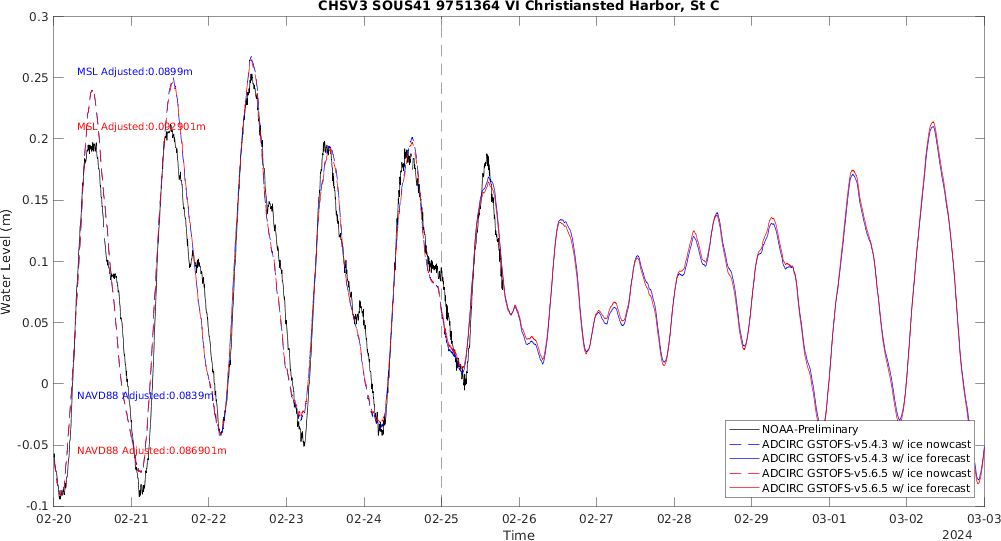 CHSV3 SOUS41 9751364 VI Christiansted Harbor, St C
0.3
0.25
0.2
0.15
0.1
0.05
0
-0.05
-0.1
Water Level (m)
MSL Adjusted:0.0899m
MSL Adjusted:0.092901m
NAVD88 Adjusted:0.0839m
NAVD88 Adjusted:0.086901m
NOAA-Preliminary
ADCIRC GSTOFS-v5.4.3 w/ ice nowcast
ADCIRC GSTOFS-v5.4.3 w/ ice forecast
ADCIRC GSTOFS-v5.6.5 w/ ice nowcast
ADCIRC GSTOFS-v5.6.5 w/ ice forecast
02-20 02-21 02-22 02-23 02-24 02-25 02-26 02-27 02-28 02-29 03-01 03-02 03-03
Time
2024